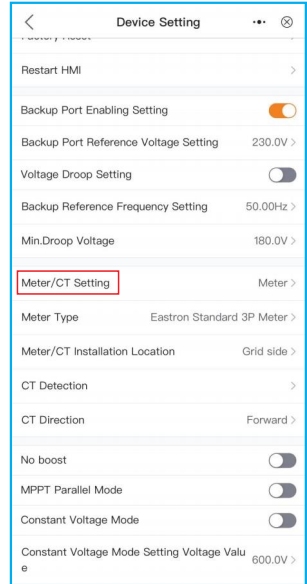 Device Setting
Restart HMI
Backup Port Enabling Setting
Backup Port Reference Voltage Setting 230.0V >
Voltage Droop Setting
Backup Reference Frequency Setting 50.00Hz >
Min.Droop Voltage 180.0V >
Meter/CT Setting Meter >
Meter Type Eastron Standard 3P Meter >
Meter/CT Installation Location Grid side >
CT Detection >
CT Direction Forward >
No boost
MPPT Parallel Mode
Constant Voltage Mode
Constant Voltage Mode Setting Voltage Valu
e 600.0V >